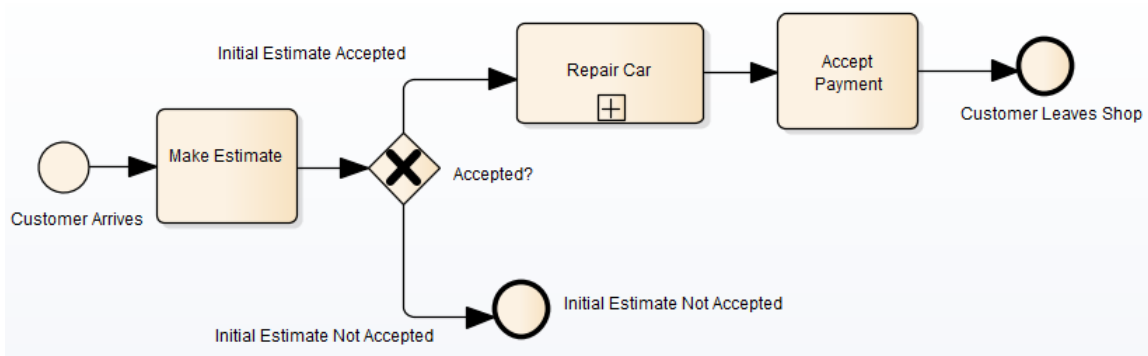 Initial Estimate Accepted
Repair Car
Accept
Payment
Customer Leaves Shop
Make Estimate
Accepted?
Customer Arrives
Initial Estimate Not Accepted
Initial Estimate Not Accepted